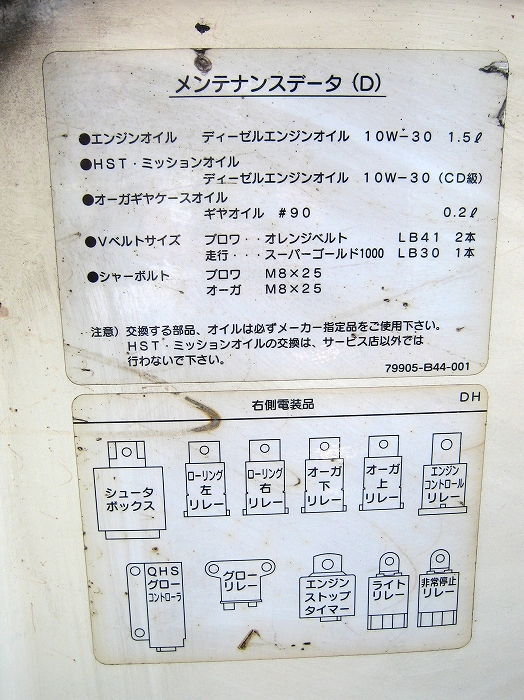 メンテナンスデータ（D）
●エンジンオイル ディーゼルエンジンオイル 10W-30 1.5ℓ
●HST・ミッションオイル
ディーゼルエンジンオイル 10W-30（CD級）
●オーガギヤケースオイル
ギヤオイル #90 0.2ℓ
●Vベルトサイズ ブロワ・・オレンジベルト LB41 2本
走行・・スーパーゴールド1000 LB30 1本
●シャーボルト ブロワ M8×25
オーガ M8×25
注意）交換する部品、オイルは必ずメーカー指定品をご使用下さい。
HST・ミッションオイルの交換は、サービス店以外では
行わないで下さい。
79905-B44-001
右側電装品 DH
シュータ
ボックス
ローリング
左
リレー
ローリング
右
リレー
オーガ
下
リレー
オーガ
上
リレー
エンジン
コントロール
リレー
QHS
グロー
コントローラ
グロー
リレー
エンジン
ストップ
タイマー
ライト
リレー
非常停止
リレー